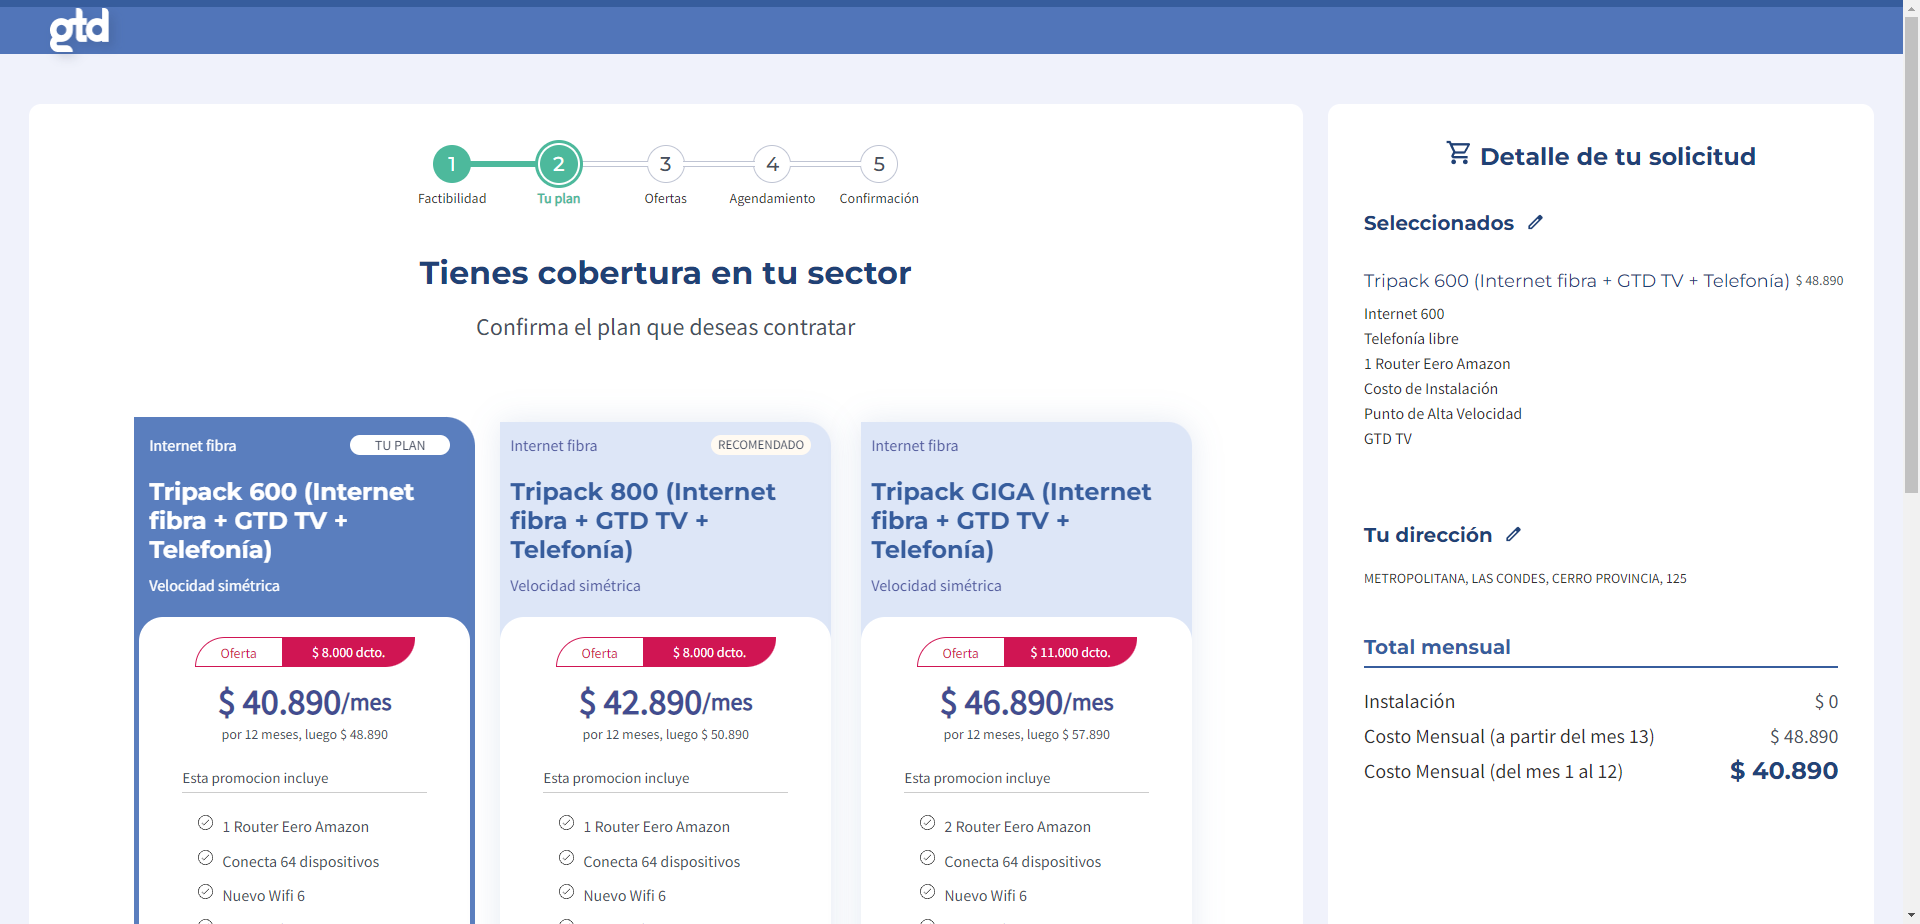 gtd
1
2
3
4
5
Factibilidad
Tu plan
Ofertas
Agendamiento
Confirmación
Tienes cobertura en tu sector
Confirma el plan que deseas contratar
Internet fibra
TU PLAN
Tripack 600 (Internet
fibra + GTD TV +
Telefonía)
Velocidad simétrica
Oferta
$ 8.000 dcto.
$ 40.890/mes
por 12 meses, luego $ 48.890
Esta promocion incluye
1 Router Eero Amazon
Conecta 64 dispositivos
Nuevo Wifi 6
Internet fibra
RECOMENDADO
Tripack 800 (Internet
fibra + GTD TV +
Telefonía)
Velocidad simétrica
Oferta
$ 8.000 dcto.
$ 42.890/mes
por 12 meses, luego $ 50.890
Esta promocion incluye
1 Router Eero Amazon
Conecta 64 dispositivos
Nuevo Wifi 6
Internet fibra
Tripack GIGA (Internet
fibra + GTD TV +
Telefonía)
Velocidad simétrica
Oferta
$ 11.000 dcto.
$ 46.890/mes
por 12 meses, luego $ 57.890
Esta promocion incluye
2 Router Eero Amazon
Conecta 64 dispositivos
Nuevo Wifi 6
Detalle de tu solicitud
Seleccionados
Tripack 600 (Internet fibra + GTD TV + Telefonía) $ 48.890
Internet 600
Telefonía libre
1 Router Eero Amazon
Costo de Instalación
Punto de Alta Velocidad
GTD TV
Tu dirección
METROPOLITANA, LAS CONDES, CERRO PROVINCIA, 125
Total mensual
Instalación $ 0
Costo Mensual (a partir del mes 13) $ 48.890
Costo Mensual (del mes 1 al 12) $ 40.890